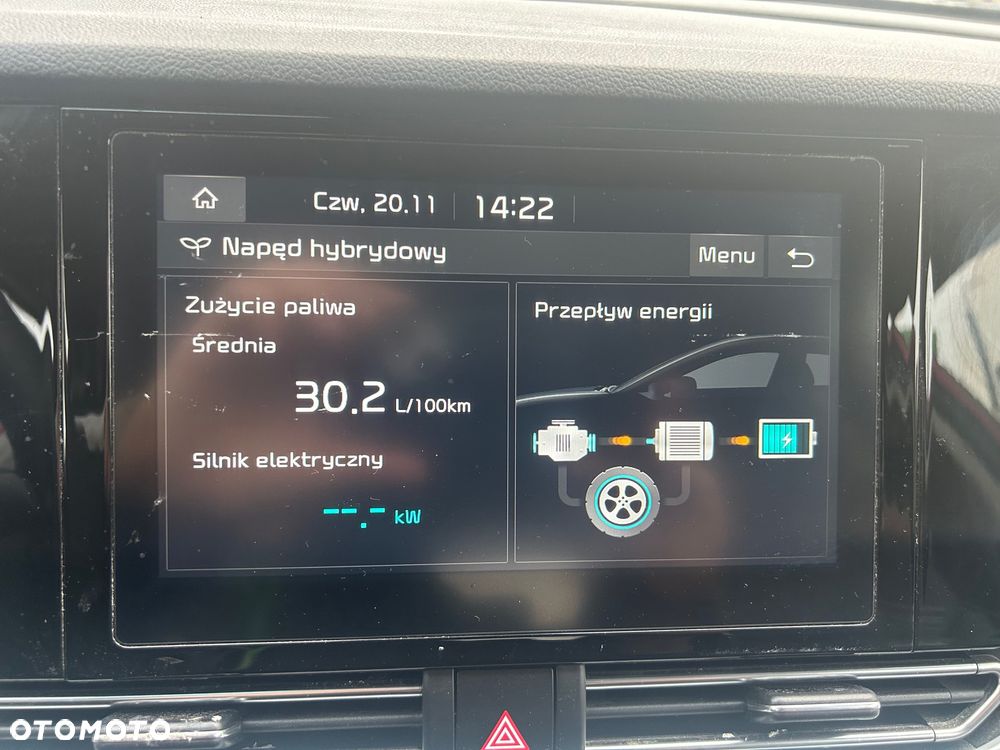 Czw, 20.11 14:22
Napęd hybrydowy Menu
Zużycie paliwa
Średnia
30.2 L/100km
Silnik elektryczny
--.- kW
Przepływ energii
OTOMOTO